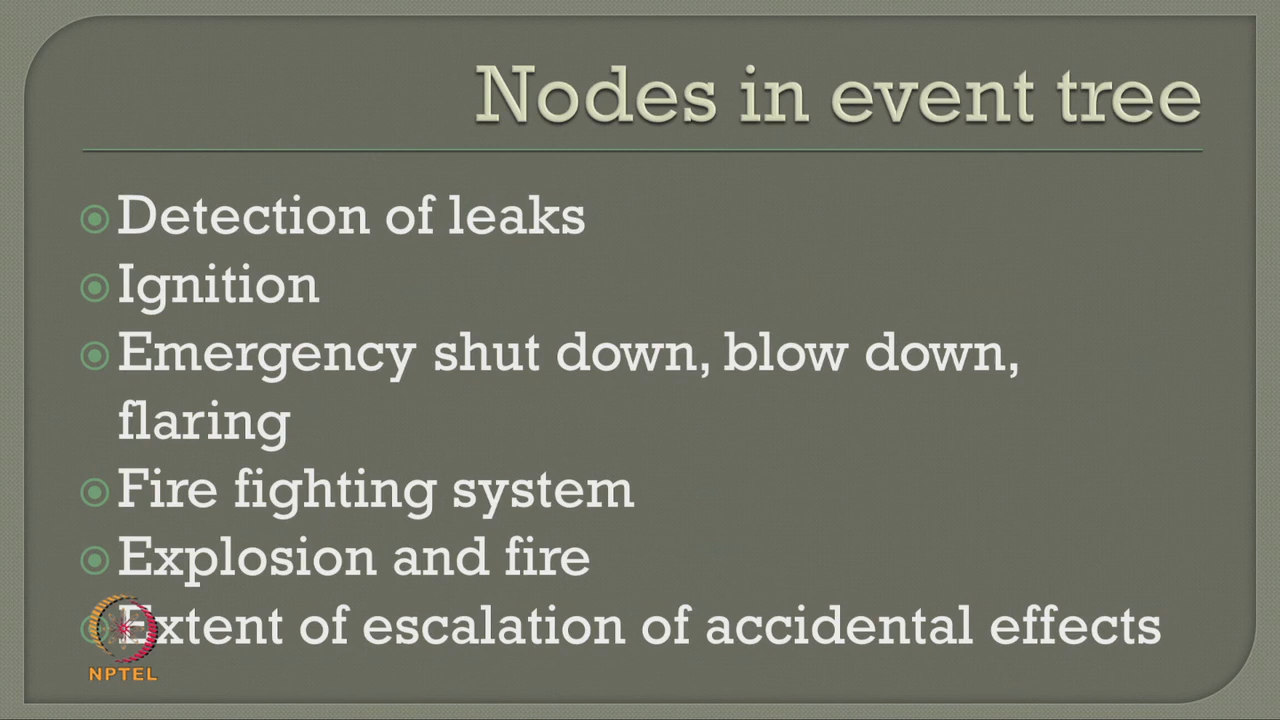 Nodes in event tree
Detection of leaks
Ignition
Emergency shut down, blow down,
flaring
Fire fighting system
Explosion and fire
Extent of escalation of accidental effects
NPTEL